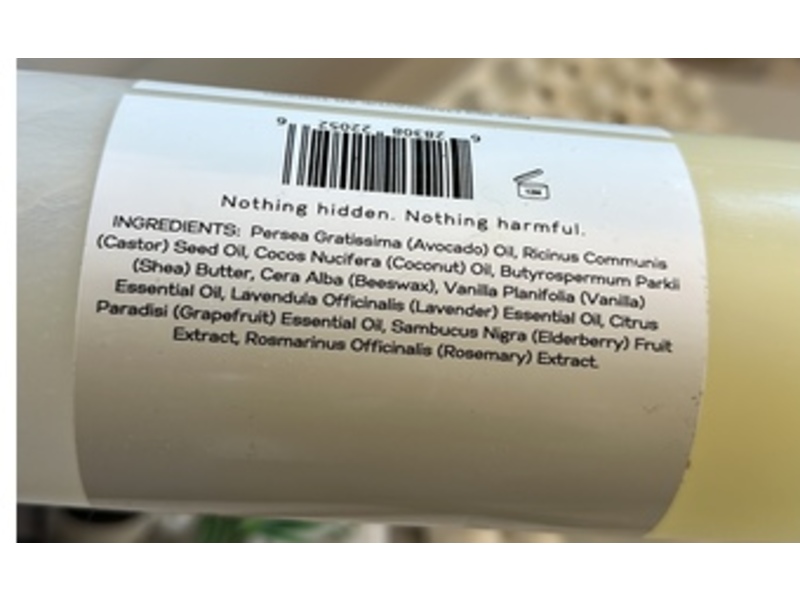 6 28308 22052 6
Nothing hidden. Nothing harmful.
INGREDIENTS: Persea Gratissima (Avocado) Oil, Ricinus Communis
(Castor) Seed Oil, Cocos Nucifera (Coconut) Oil, Butyrospermum Parkii
(Shea) Butter, Cera Alba (Beeswax), Vanilla Planifolia (Vanilla)
Essential Oil, Lavendula Officinalis (Lavender) Essential Oil, Citrus
Paradisi (Grapefruit) Essential Oil, Sambucus Nigra (Elderberry) Fruit
Extract, Rosmarinus Officinalis (Rosemary) Extract.